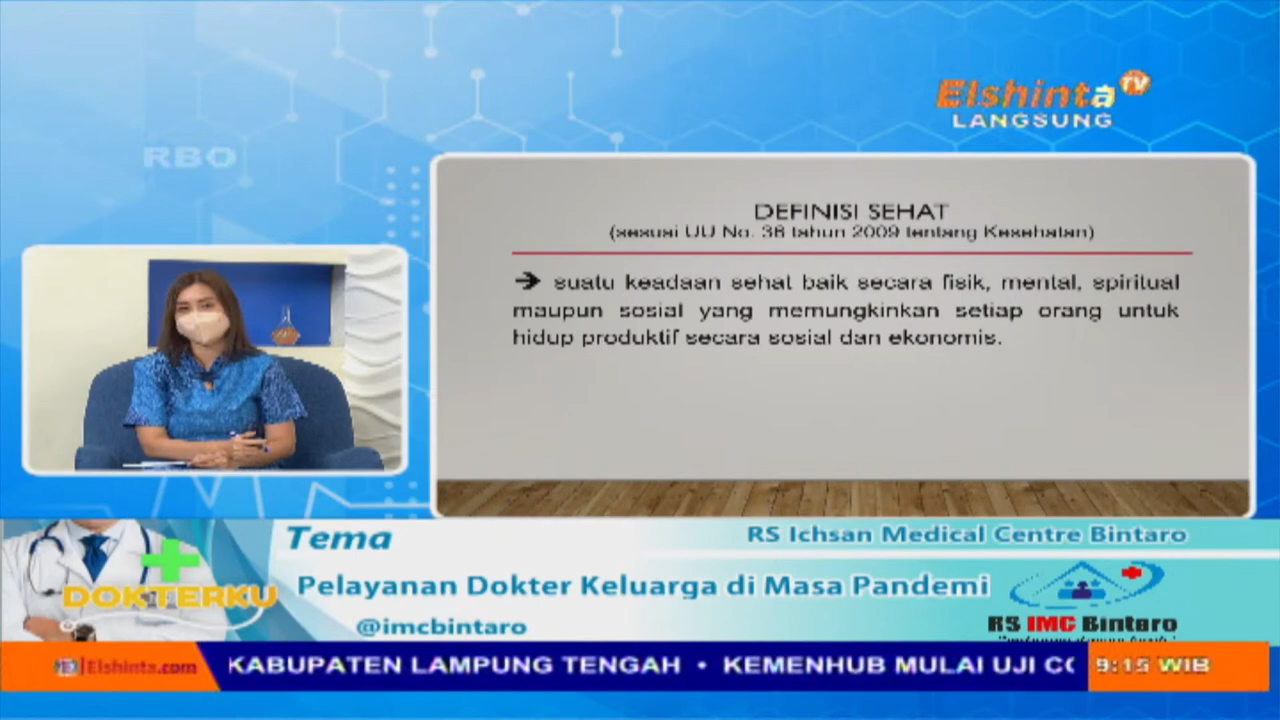 Elshinta TV
LANGSUNG
RBO
DEFINISI SEHAT
(sesuai UU No. 36 tahun 2009 tentang Kesehatan)
➔ suatu keadaan sehat baik secara fisik, mental, spiritual
maupun sosial yang memungkinkan setiap orang untuk
hidup produktif secara sosial dan ekonomis.
Tema
RS Ichsan Medical Centre Bintaro
Pelayanan Dokter Keluarga di Masa Pandemi
DOKTERKU
@imcbintaro
RS IMC Bintaro
Elshinta.com
KABUPATEN LAMPUNG TENGAH • KEMENHUB MULAI UJI CO
9:15 WIB